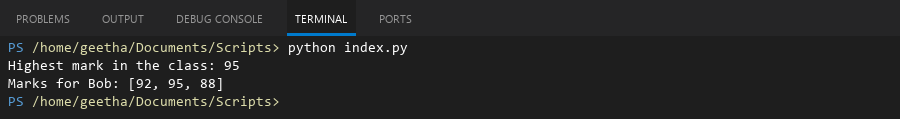 PROBLEMS OUTPUT DEBUG CONSOLE TERMINAL PORTS
PS /home/geetha/Documents/Scripts> python index.py
Highest mark in the class: 95
Marks for Bob: [92, 95, 88]
PS /home/geetha/Documents/Scripts>